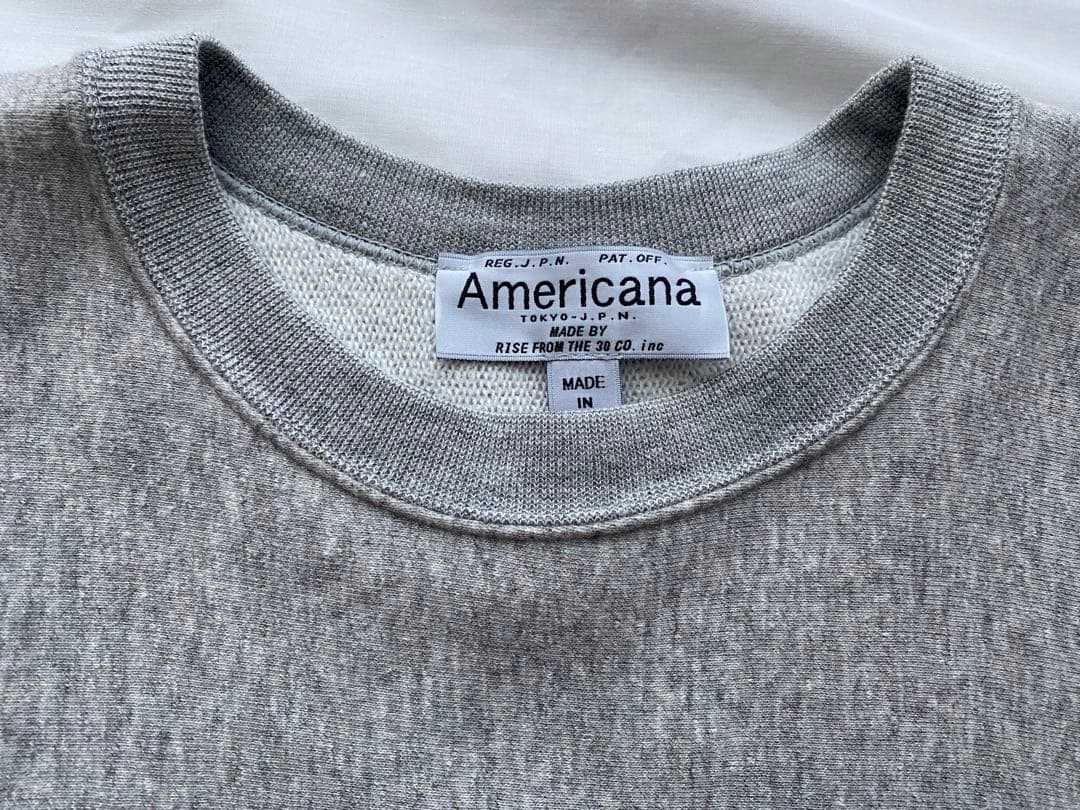 REG.J.P.N. PAT.OFF.
Americana
TOKYO-J.P.N.
MADE BY
RISE FROM THE 30 CO. inc
MADE
IN